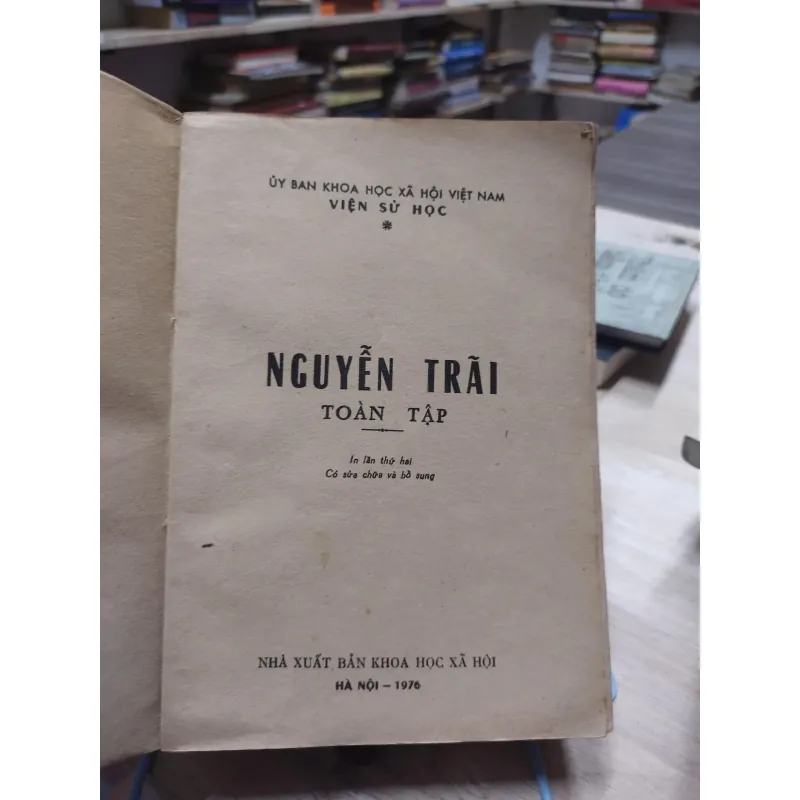 ỦY BAN KHOA HỌC XÃ HỘI VIỆT NAM
VIỆN SỬ HỌC
*
NGUYỄN TRÃI
TOÀN TẬP
In lần thứ hai
Có sửa chữa và bổ sung
NHÀ XUẤT BẢN KHOA HỌC XÃ HỘI
HÀ NỘI – 1976